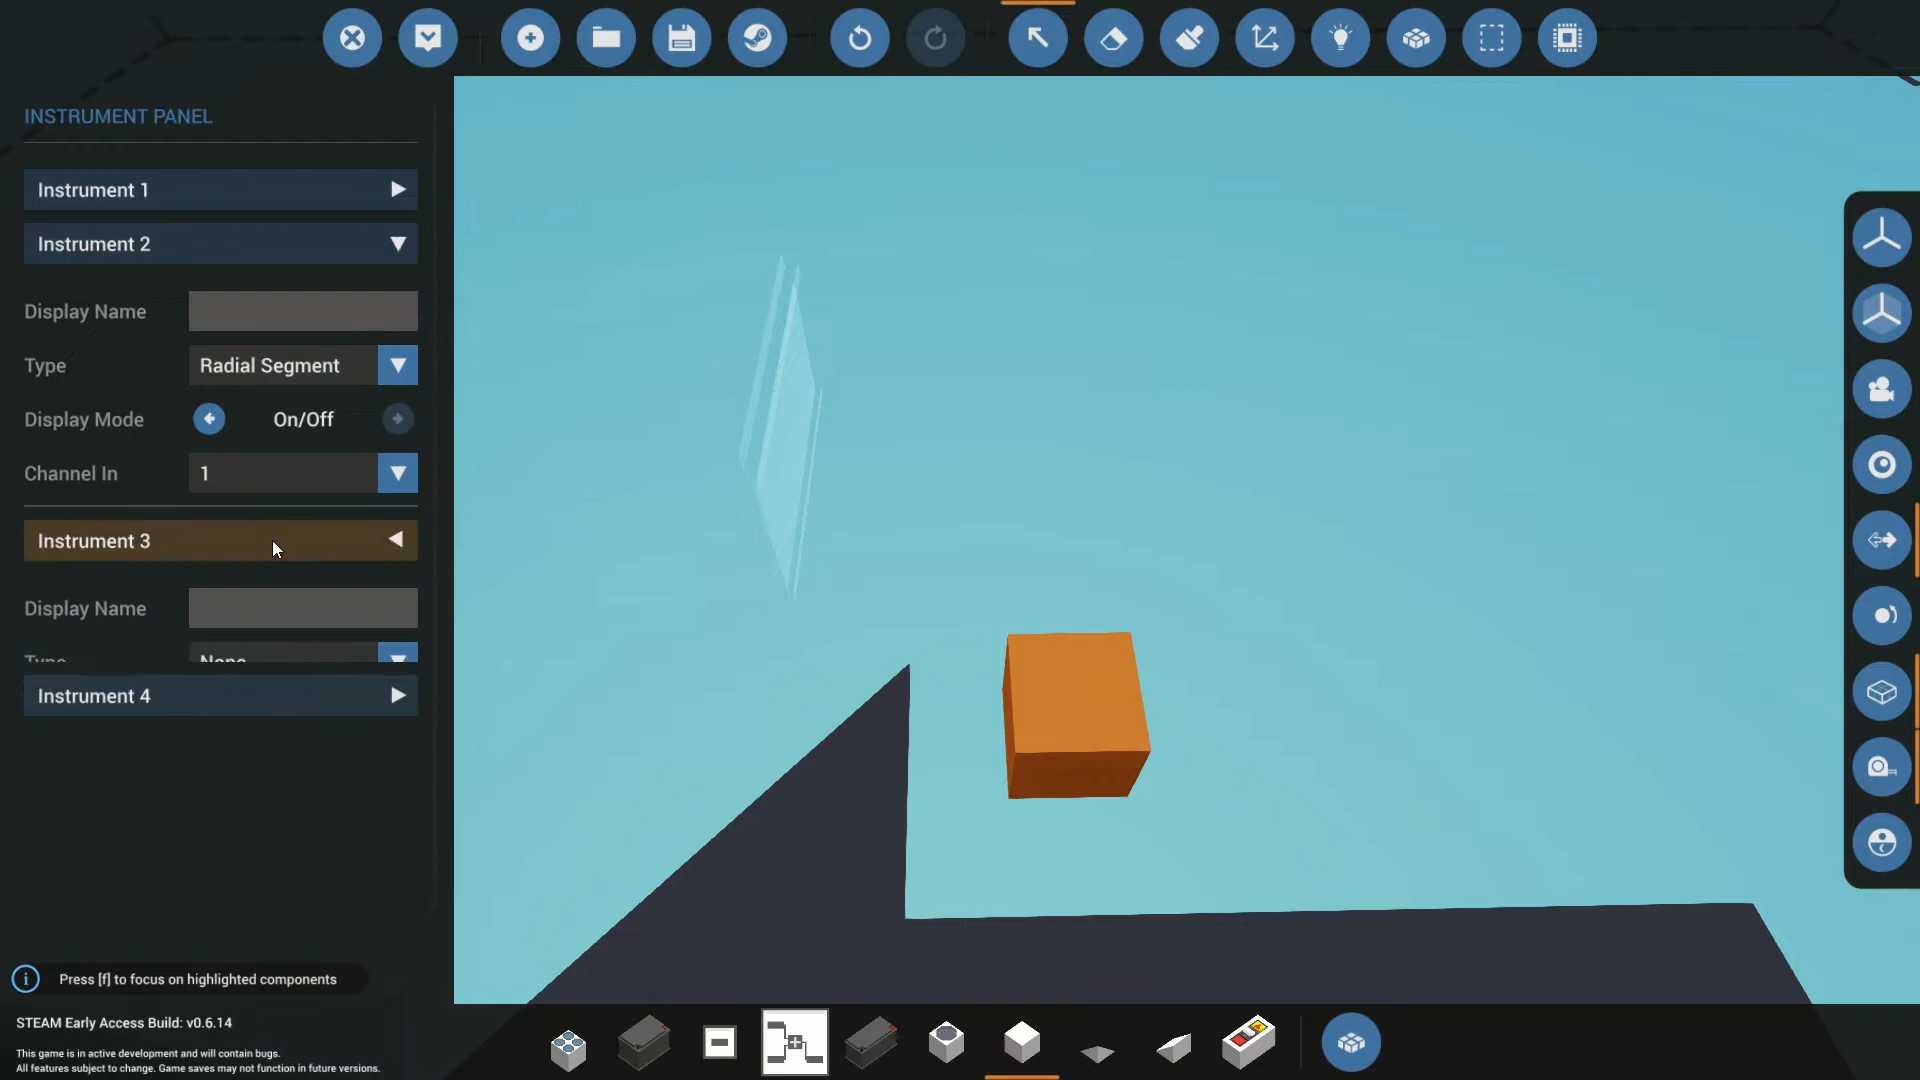 INSTRUMENT PANEL
Instrument 1
Instrument 2
Display Name
Type Radial Segment
Display Mode On/Off
Channel In 1
Instrument 3
Display Name
Type None
Instrument 4
Press [f] to focus on highlighted components
STEAM Early Access Build: v0.6.14
This game is in active development and will contain bugs.
All features subject to change. Game saves may not function in future versions.